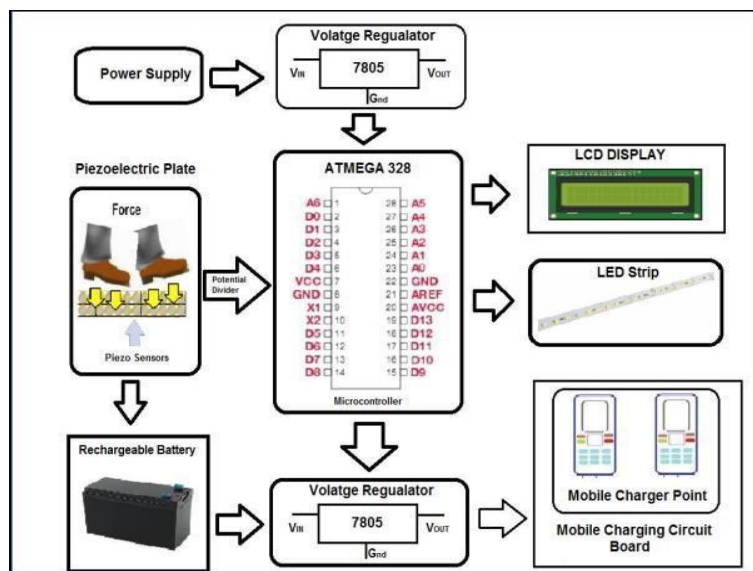 Volatge Regualator
Power Supply
7805
VIN
VOUT
Gnd
Piezoelectric Plate
Force
Piezo Sensors
Potential
Divider
ATMEGA 328
A6 1 28 A5
D0 2 27 A4
D1 3 26 A3
D2 4 25 A2
D3 5 24 A1
D4 6 23 A0
VCC 7 22 GND
GND 8 21 AREF
X1 9 20 AVCC
X2 10 19 D13
D5 11 18 D12
D6 12 17 D11
D7 13 16 D10
D8 14 15 D9
Microcontroller
LCD DISPLAY
LED Strip
Rechargeable Battery
Volatge Regualator
7805
VIN
VOUT
Gnd
Mobile Charger Point
Mobile Charging Circuit
Board